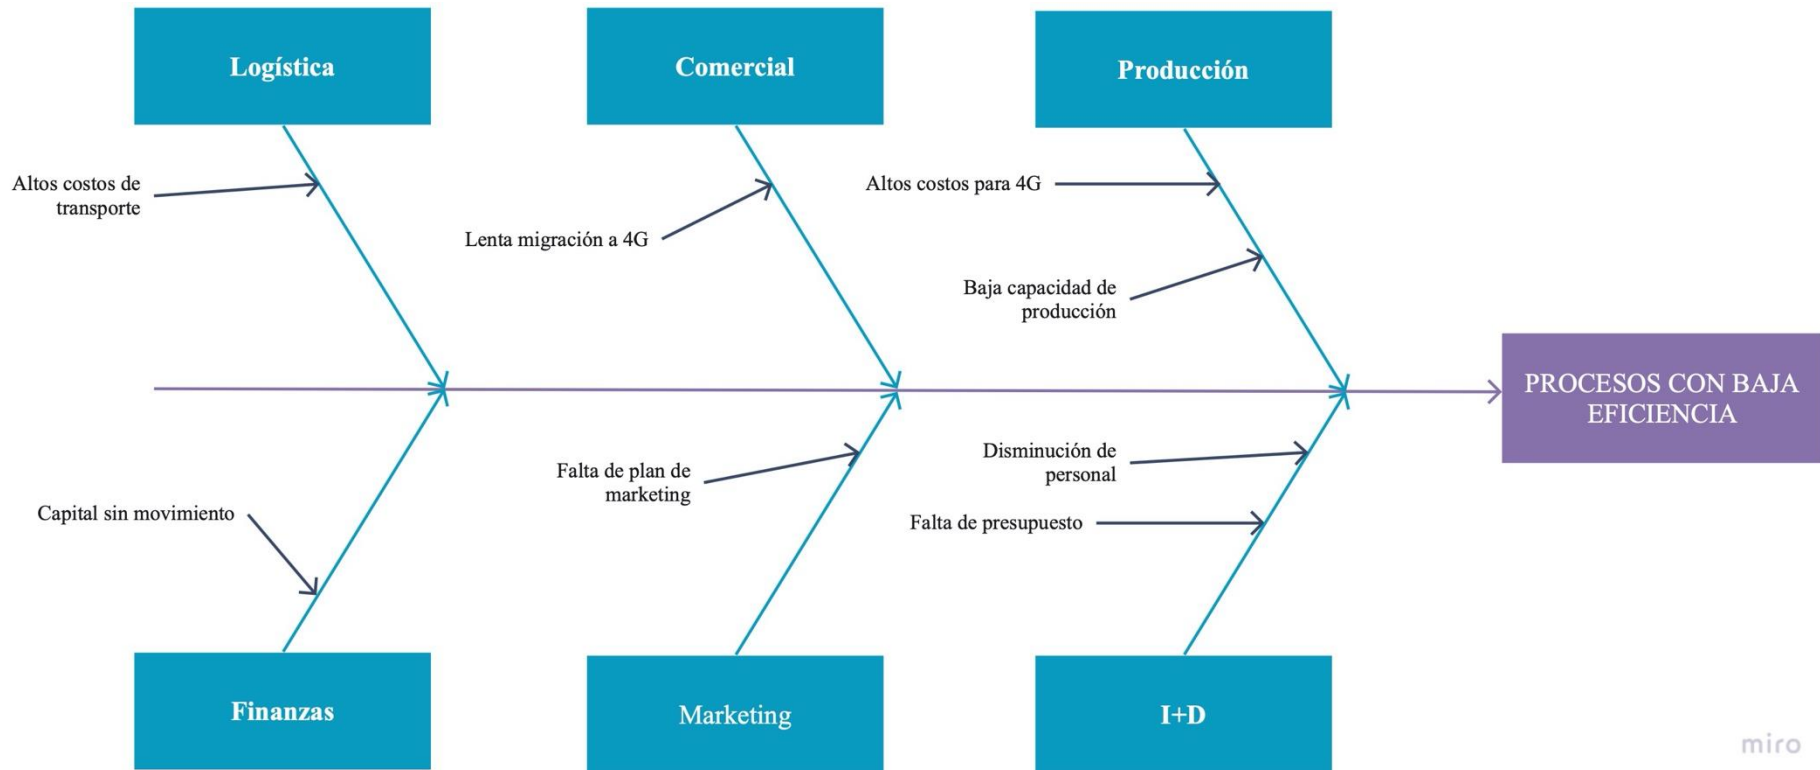 Logística
Comercial
Producción
Altos costos de
transporte
Lenta migración a 4G
Altos costos para 4G
Baja capacidad de
producción
PROCESOS CON BAJA
EFICIENCIA
Capital sin movimiento
Falta de plan de
marketing
Disminución de
personal
Falta de presupuesto
Finanzas
Marketing
I+D
miro